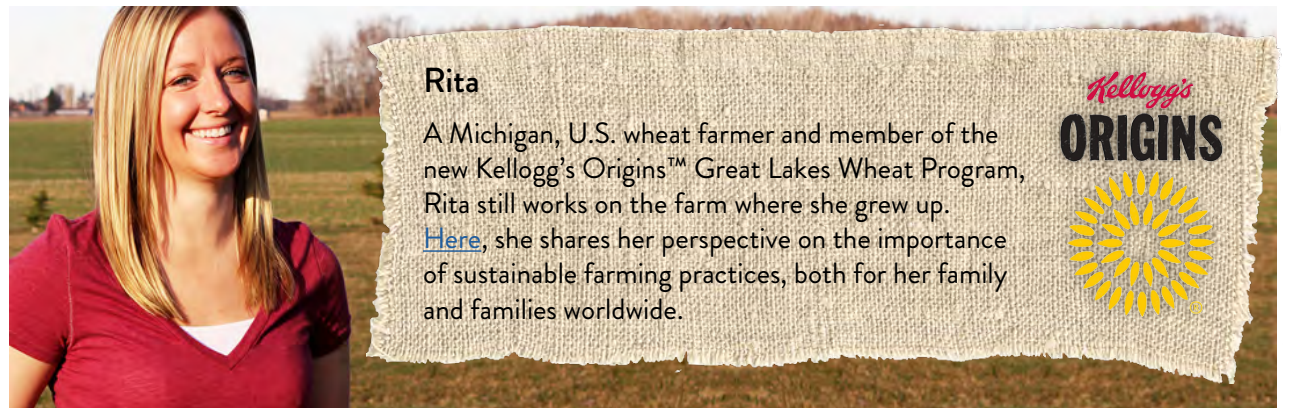 Rita
A Michigan, U.S. wheat farmer and member of the
new Kellogg's Origins™ Great Lakes Wheat Program,
Rita still works on the farm where she grew up.
Here, she shares her perspective on the importance
of sustainable farming practices, both for her family
and families worldwide.
Kellogg's
ORIGINS
®